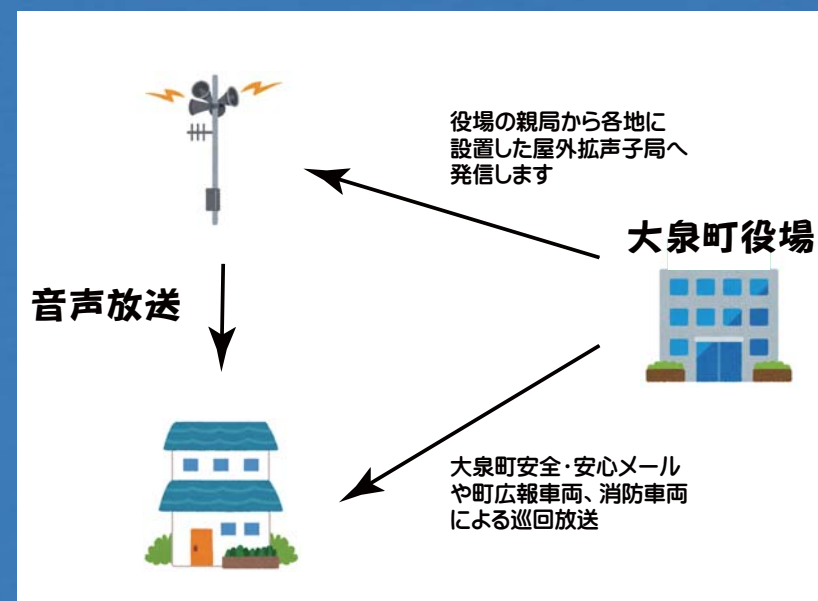 役場の親局から各地に
設置した屋外拡声子局へ
発信します
大泉町役場
音声放送
大泉町安全・安心メール
や町広報車両、消防車両
による巡回放送